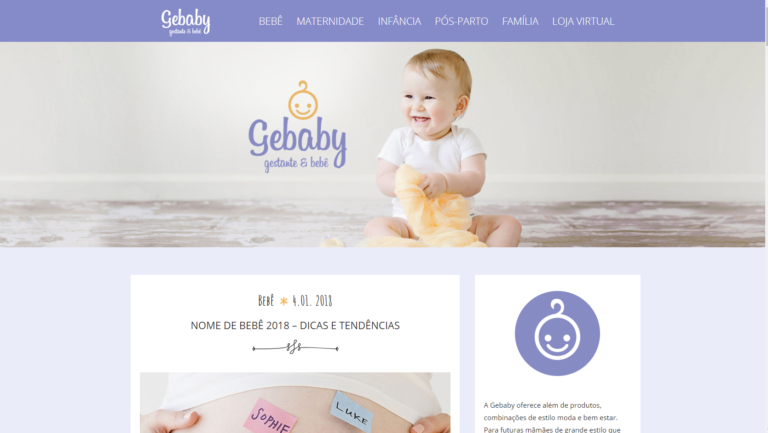 Gebaby
gestante & bebê
BEBÊ MATERNIDADE INFÂNCIA PÓS-PARTO FAMÍLIA LOJA VIRTUAL
Gebaby
gestante & bebê
BEBÊ * 4.01.2018
NOME DE BEBÊ 2018 – DICAS E TENDÊNCIAS
SOPHIE
LUKE
A Gebaby oferece além de produtos,
combinações de estilo moda e bem estar.
Para futuras mâmães de grande estilo que